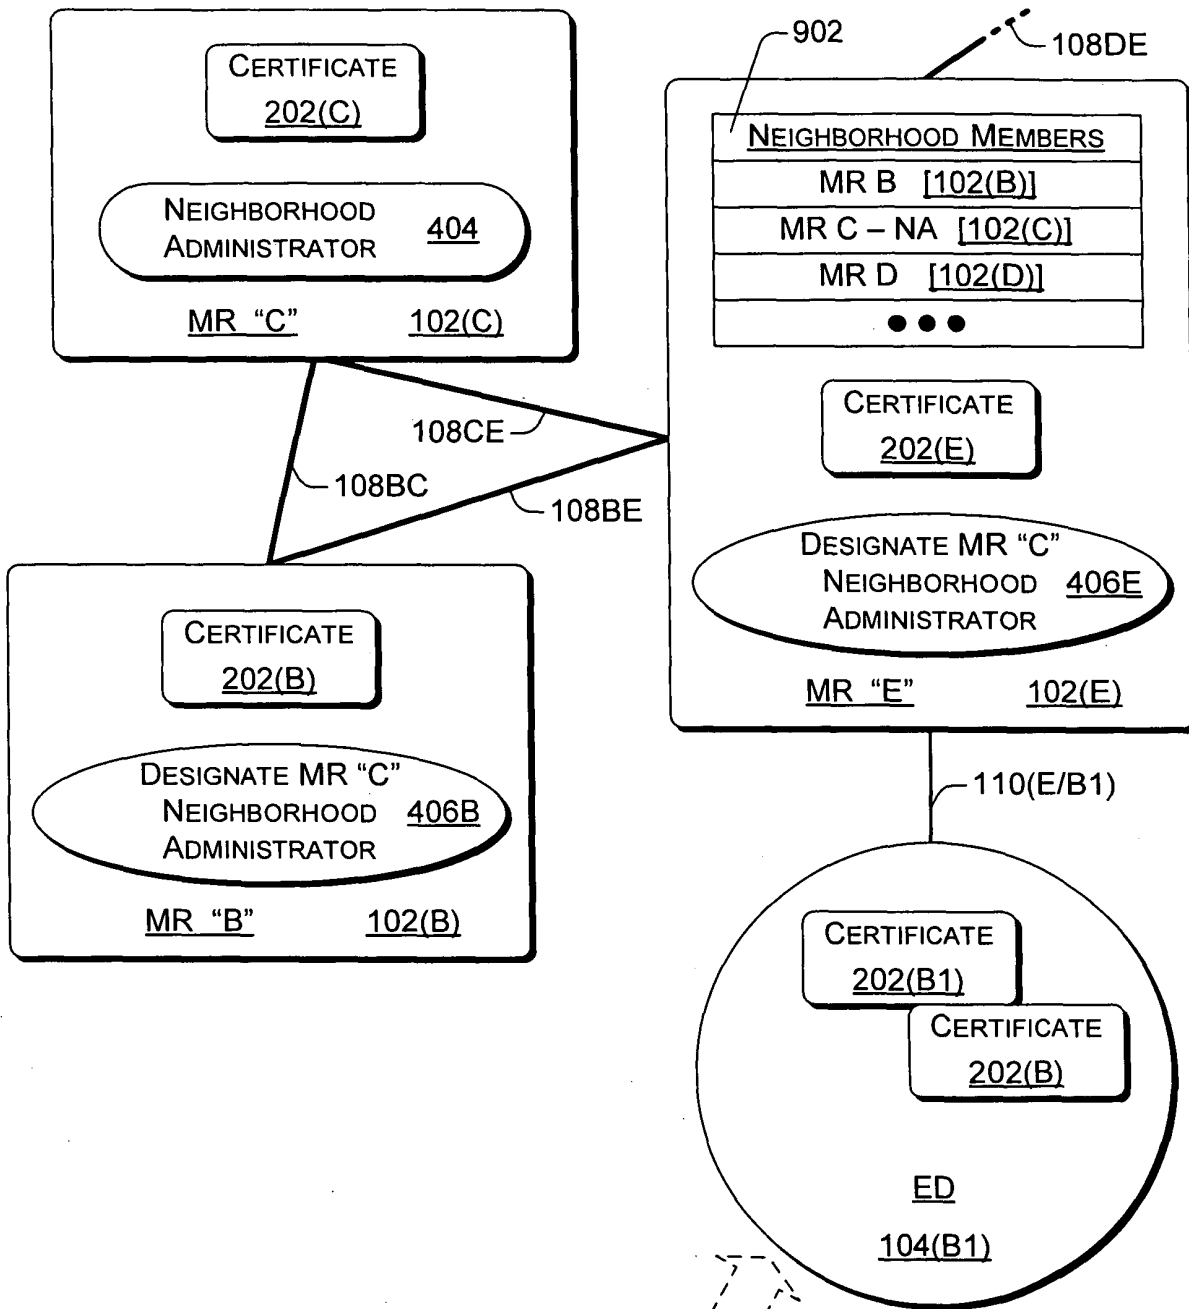 CERTIFICATE
202(C)
NEIGHBORHOOD
ADMINISTRATOR
404
MR “C”
102(C)
902
108DE
NEIGHBORHOOD MEMBERS
MR B [102(B)]
MR C – NA [102(C)]
MR D [102(D)]
CERTIFICATE
202(E)
DESIGNATE MR “C”
NEIGHBORHOOD
ADMINISTRATOR
406E
MR “E”
102(E)
108CE
108BC
108BE
CERTIFICATE
202(B)
DESIGNATE MR “C”
NEIGHBORHOOD
ADMINISTRATOR
406B
MR “B”
102(B)
110(E/B1)
CERTIFICATE
202(B1)
CERTIFICATE
202(B)
ED
104(B1)